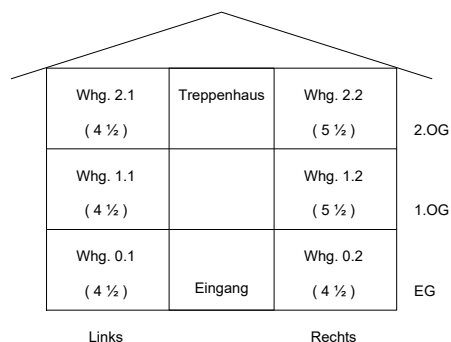 Whg. 2.1 Treppenhaus Whg. 2.2
( 4 ½ ) ( 5 ½ ) 2.OG
Whg. 1.1 Whg. 1.2
( 4 ½ ) ( 5 ½ ) 1.OG
Whg. 0.1 Whg. 0.2
( 4 ½ ) Eingang ( 4 ½ ) EG
Links Rechts